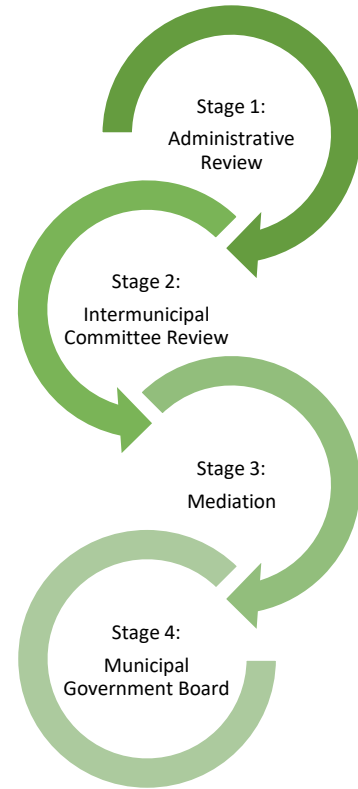 Stage 1:
Administrative
Review
Stage 2:
Intermunicipal
Committee Review
Stage 3:
Mediation
Stage 4:
Municipal
Government Board